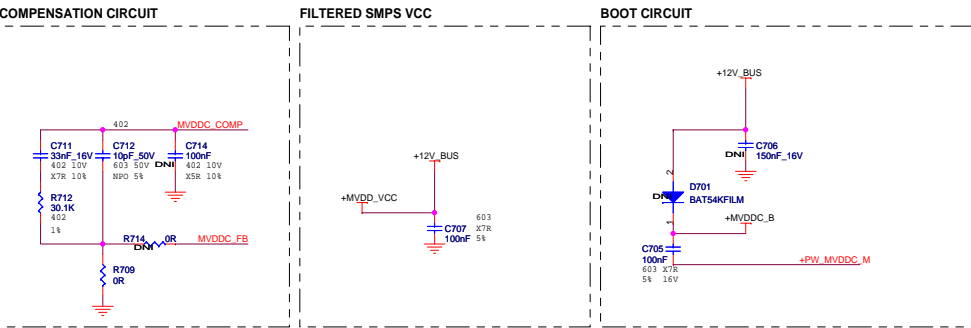 COMPENSATION CIRCUIT
402
MVDDC_COMP
C711
33nF_16V
402 10V
X7R 10%
C712
10pF_50V
603 50V
NPO 5%
DNI
C714
100nF
402 10V
X5R 10%
R712
30.1K
402
1%
R714
0R
DNI
MVDDC_FB
R709
0R
FILTERED SMPS VCC
+12V_BUS
+MVDD_VCC
C707
100nF
603
X7R
5%
BOOT CIRCUIT
+12V_BUS
C706
DNI
150nF_16V
2
D701
DNI
BAT54KFILM
1
+MVDDC_B
C705
100nF
603 X7R
5% 16V
+PW_MVDDC_M